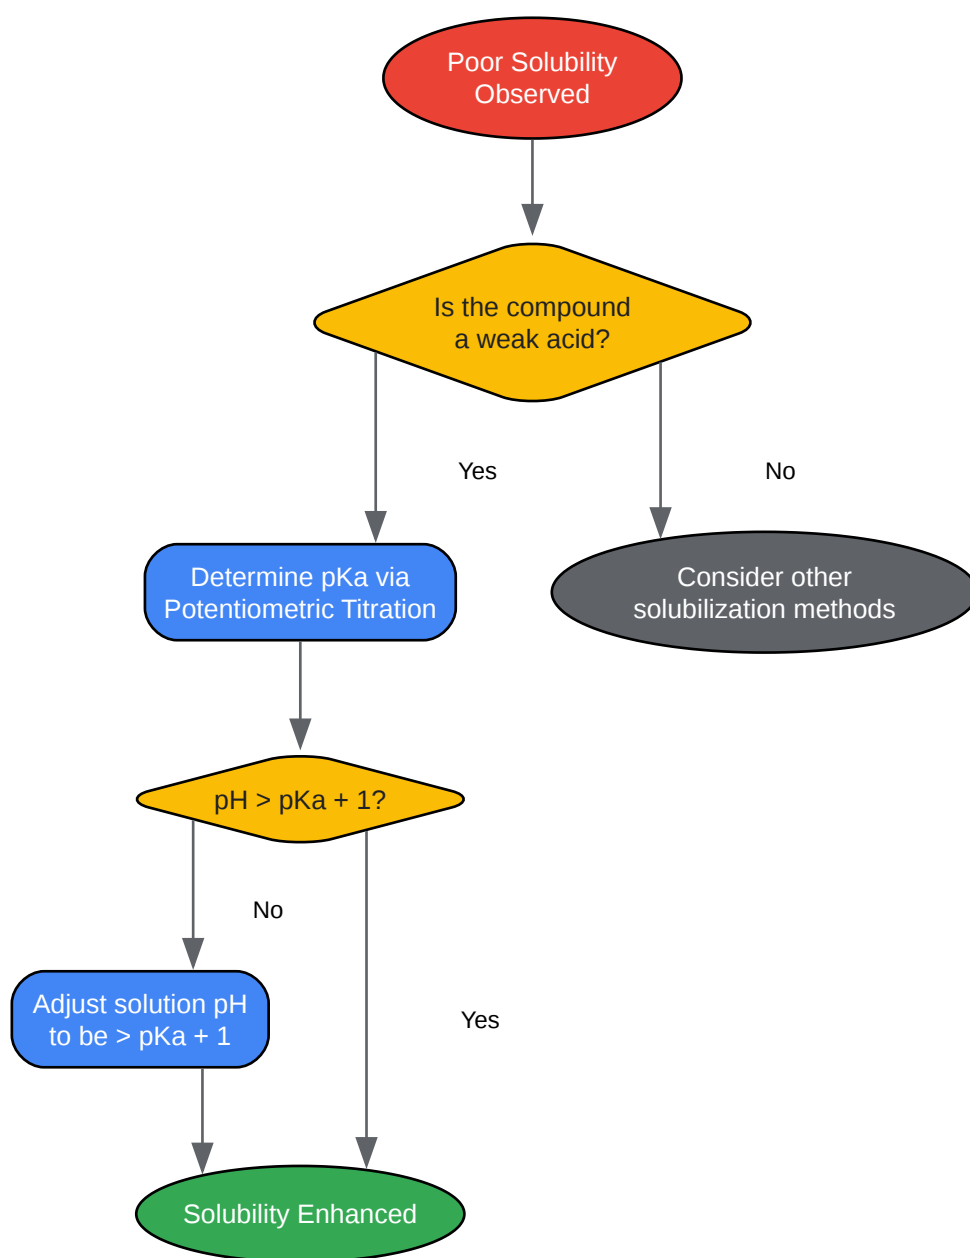 Poor Solubility
Observed
Is the compound
a weak acid?
Yes
No
Determine pKa via
Potentiometric Titration
Consider other
solubilization methods
pH > pKa + 1?
No
Adjust solution pH
to be > pKa + 1
Yes
Solubility Enhanced